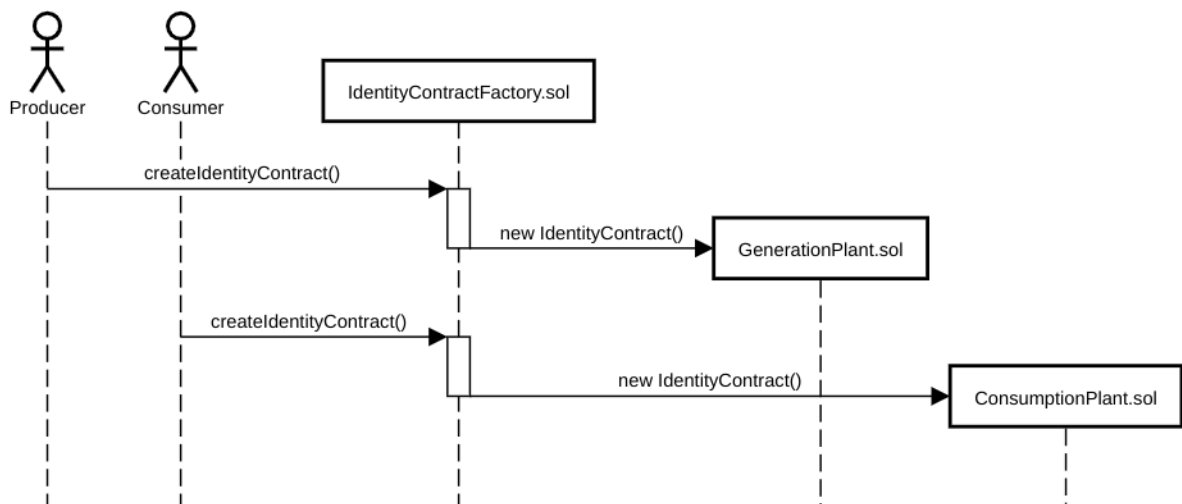 Producer
Consumer
IdentityContractFactory.sol
createIdentityContract()
new IdentityContract()
GenerationPlant.sol
createIdentityContract()
new IdentityContract()
ConsumptionPlant.sol